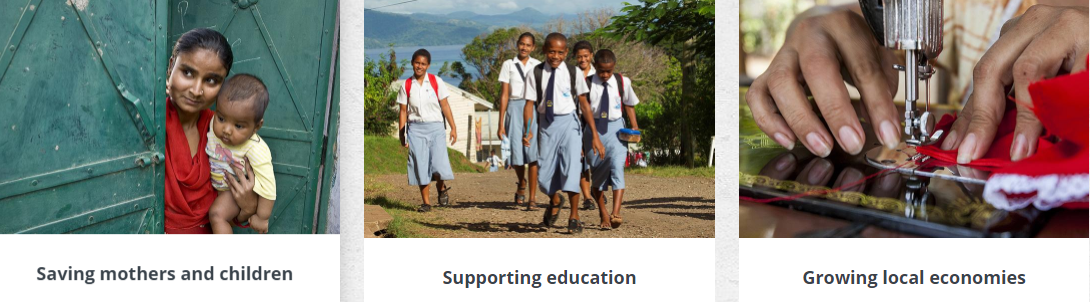 Saving mothers and children
Supporting education
Growing local economies